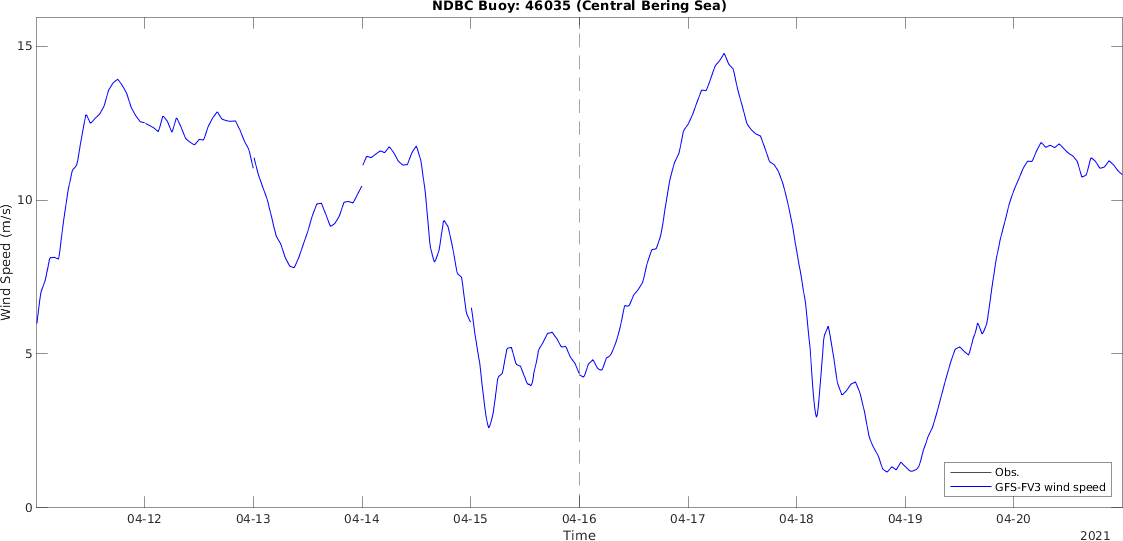 NDBC Buoy: 46035 (Central Bering Sea)
15
10
5
0
Wind Speed (m/s)
04-12
04-13
04-14
04-15
04-16
04-17
04-18
04-19
04-20
Time
2021
Obs.
GFS-FV3 wind speed